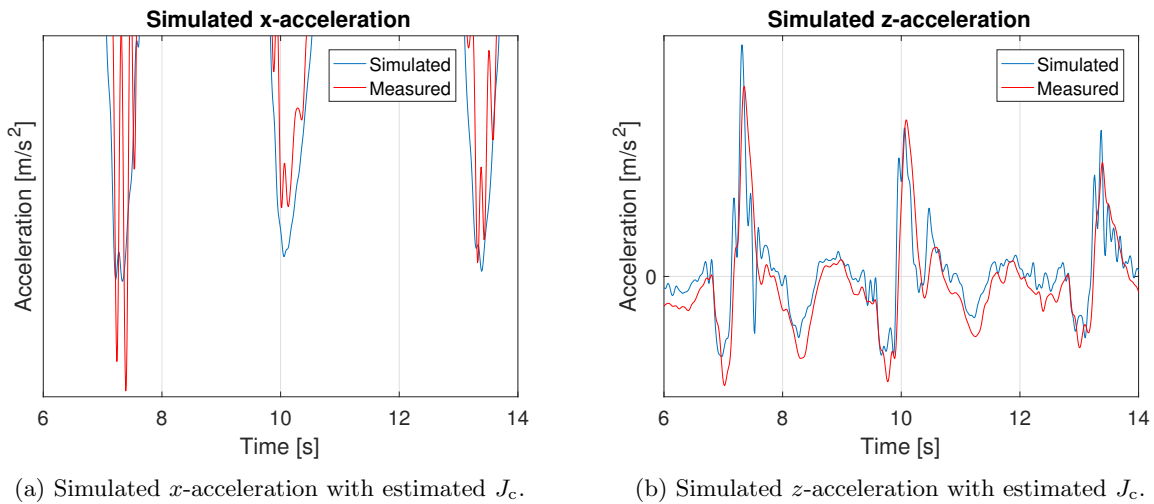 Simulated x-acceleration
Acceleration [m/s²]
Simulated
Measured
6
8
10
12
14
Time [s]
(a) Simulated x-acceleration with estimated J_c.
Simulated z-acceleration
Acceleration [m/s²]
0
Simulated
Measured
6
8
10
12
14
Time [s]
(b) Simulated z-acceleration with estimated J_c.